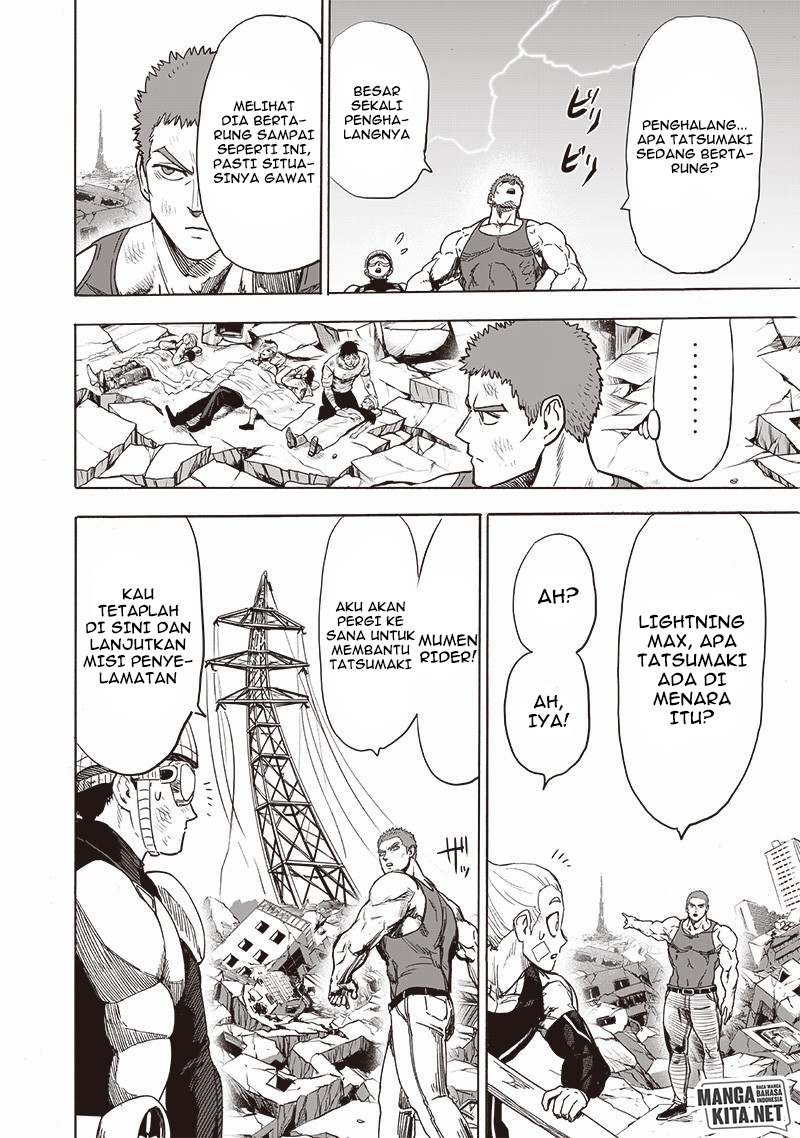 PENGHALANG...
APA TATSUMAKI
SEDANG BERTA-
RUNG?
ビリ
ビリ
BESAR
SEKALI
PENGHA-
LANGNYA
MELIHAT
DIA BERTA-
RUNG SAMPAI
SEPERTI INI,
PASTI SITUA-
SINYA GAWAT
.........
LIGHTNING
MAX, APA
TATSUMAKI
ADA DI
MENARA
ITU?
AH?
AH,
IYA!
MUMEN
RIDER!
AKU AKAN
PERGI KE
SANA UNTUK
MEMBANTU
TATSUMAKI
ザッ
KAU
TETAPLAH
DI SINI DAN
LANJUTKAN
MISI PENYE-
LAMATAN
MANGA
KITA.NET
BACA MANGA
BAHASA
INDONESIA